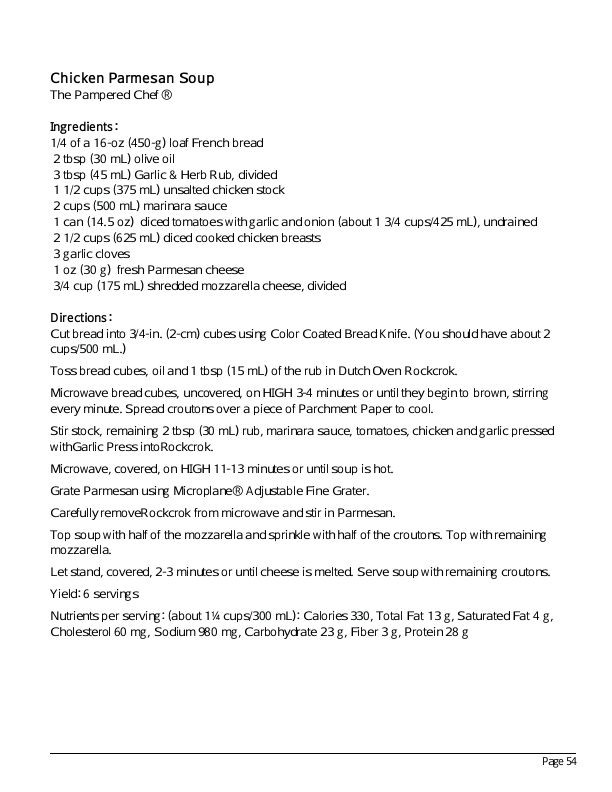 Chicken Parmesan Soup
The Pampered Chef ®
Ingredients:
1/4 of a 16-oz (450-g) loaf French bread
2 tbsp (30 mL) olive oil
3 tbsp (45 mL) Garlic & Herb Rub, divided
1 1/2 cups (375 mL) unsalted chicken stock
2 cups (500 mL) marinara sauce
1 can (14.5 oz) diced tomatoes with garlic and onion (about 1 3/4 cups/425 mL), undrained
2 1/2 cups (625 mL) diced cooked chicken breasts
3 garlic cloves
1 oz (30 g) fresh Parmesan cheese
3/4 cup (175 mL) shredded mozzarella cheese, divided
Directions:
Cut bread into 3/4-in. (2-cm) cubes using Color Coated Bread Knife. (You should have about 2
cups/500 mL.)
Toss bread cubes, oil and 1 tbsp (15 mL) of the rub in Dutch Oven Rockcrok.
Microwave bread cubes, uncovered, on HIGH 3-4 minutes or until they begin to brown, stirring
every minute. Spread croutons over a piece of Parchment Paper to cool.
Stir stock, remaining 2 tbsp (30 mL) rub, marinara sauce, tomatoes, chicken and garlic pressed
withGarlic Press intoRockcrok.
Microwave, covered, on HIGH 11-13 minutes or until soup is hot.
Grate Parmesan using Microplane® Adjustable Fine Grater.
Carefully removeRockcrok from microwave and stir in Parmesan.
Top soup with half of the mozzarella and sprinkle with half of the croutons. Top with remaining
mozzarella.
Let stand, covered, 2-3 minutes or until cheese is melted. Serve soup with remaining croutons.
Yield: 6 servings
Nutrients per serving: (about 1¼ cups/300 mL): Calories 330, Total Fat 13 g, Saturated Fat 4 g,
Cholesterol 60 mg, Sodium 980 mg, Carbohydrate 23 g, Fiber 3 g, Protein 28 g
Page 54